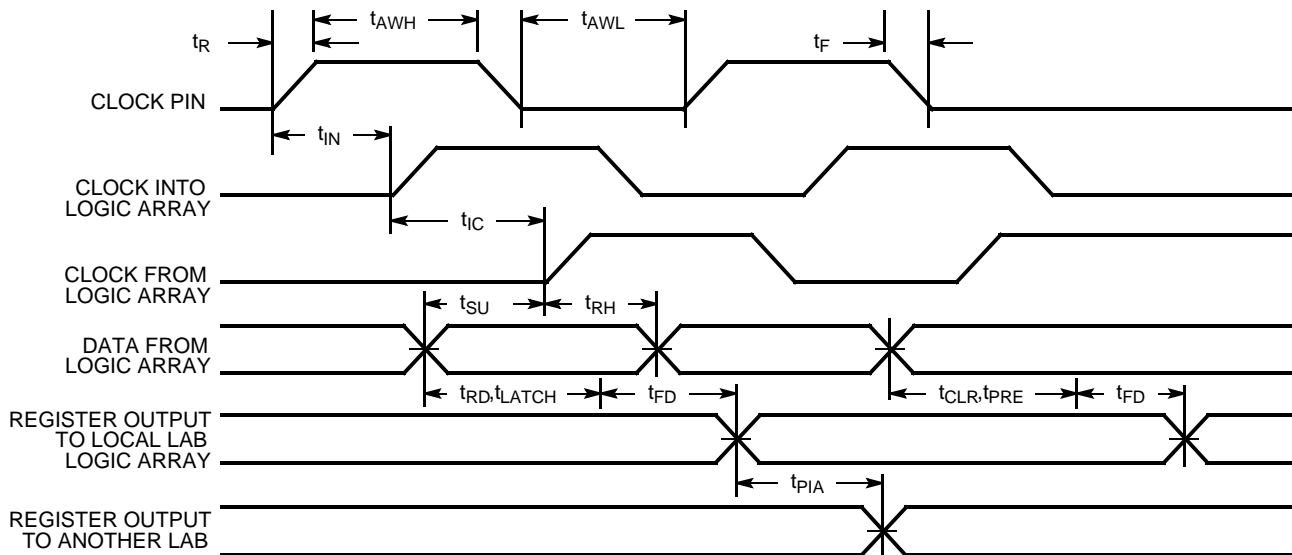 tAWH
tAWL
tR
tF
CLOCK PIN
tIN
CLOCK INTO
LOGIC ARRAY
tIC
CLOCK FROM
LOGIC ARRAY
tSU
tRH
DATA FROM
LOGIC ARRAY
tRD,tLATCH
tFD
tCLR,tPRE
tFD
REGISTER OUTPUT
TO LOCAL LAB
LOGIC ARRAY
tPIA
REGISTER OUTPUT
TO ANOTHER LAB